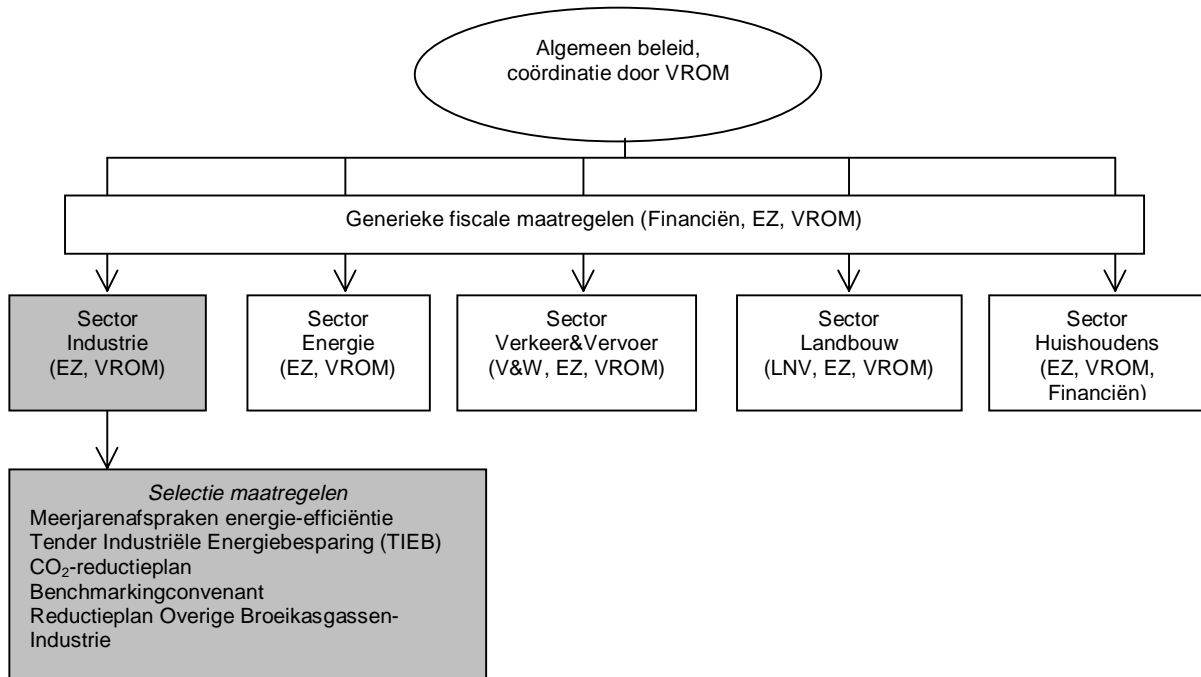 Algemeen beleid,
coördinatie door VROM
Generieke fiscale maatregelen (Financiën, EZ, VROM)
Sector
Industrie
(EZ, VROM)
Sector
Energie
(EZ, VROM)
Sector
Verkeer&Vervoer
(V&W, EZ, VROM)
Sector
Landbouw
(LNV, EZ, VROM)
Sector
Huishoudens
(EZ, VROM,
Financiën)
Selectie maatregelen
Meerjarenafspraken energie-efficiëntie
Tender Industriële Energiebesparing (TIEB)
CO₂-reductieplan
Benchmarkingconvenant
Reductieplan Overige Broeikasgassen-
Industrie